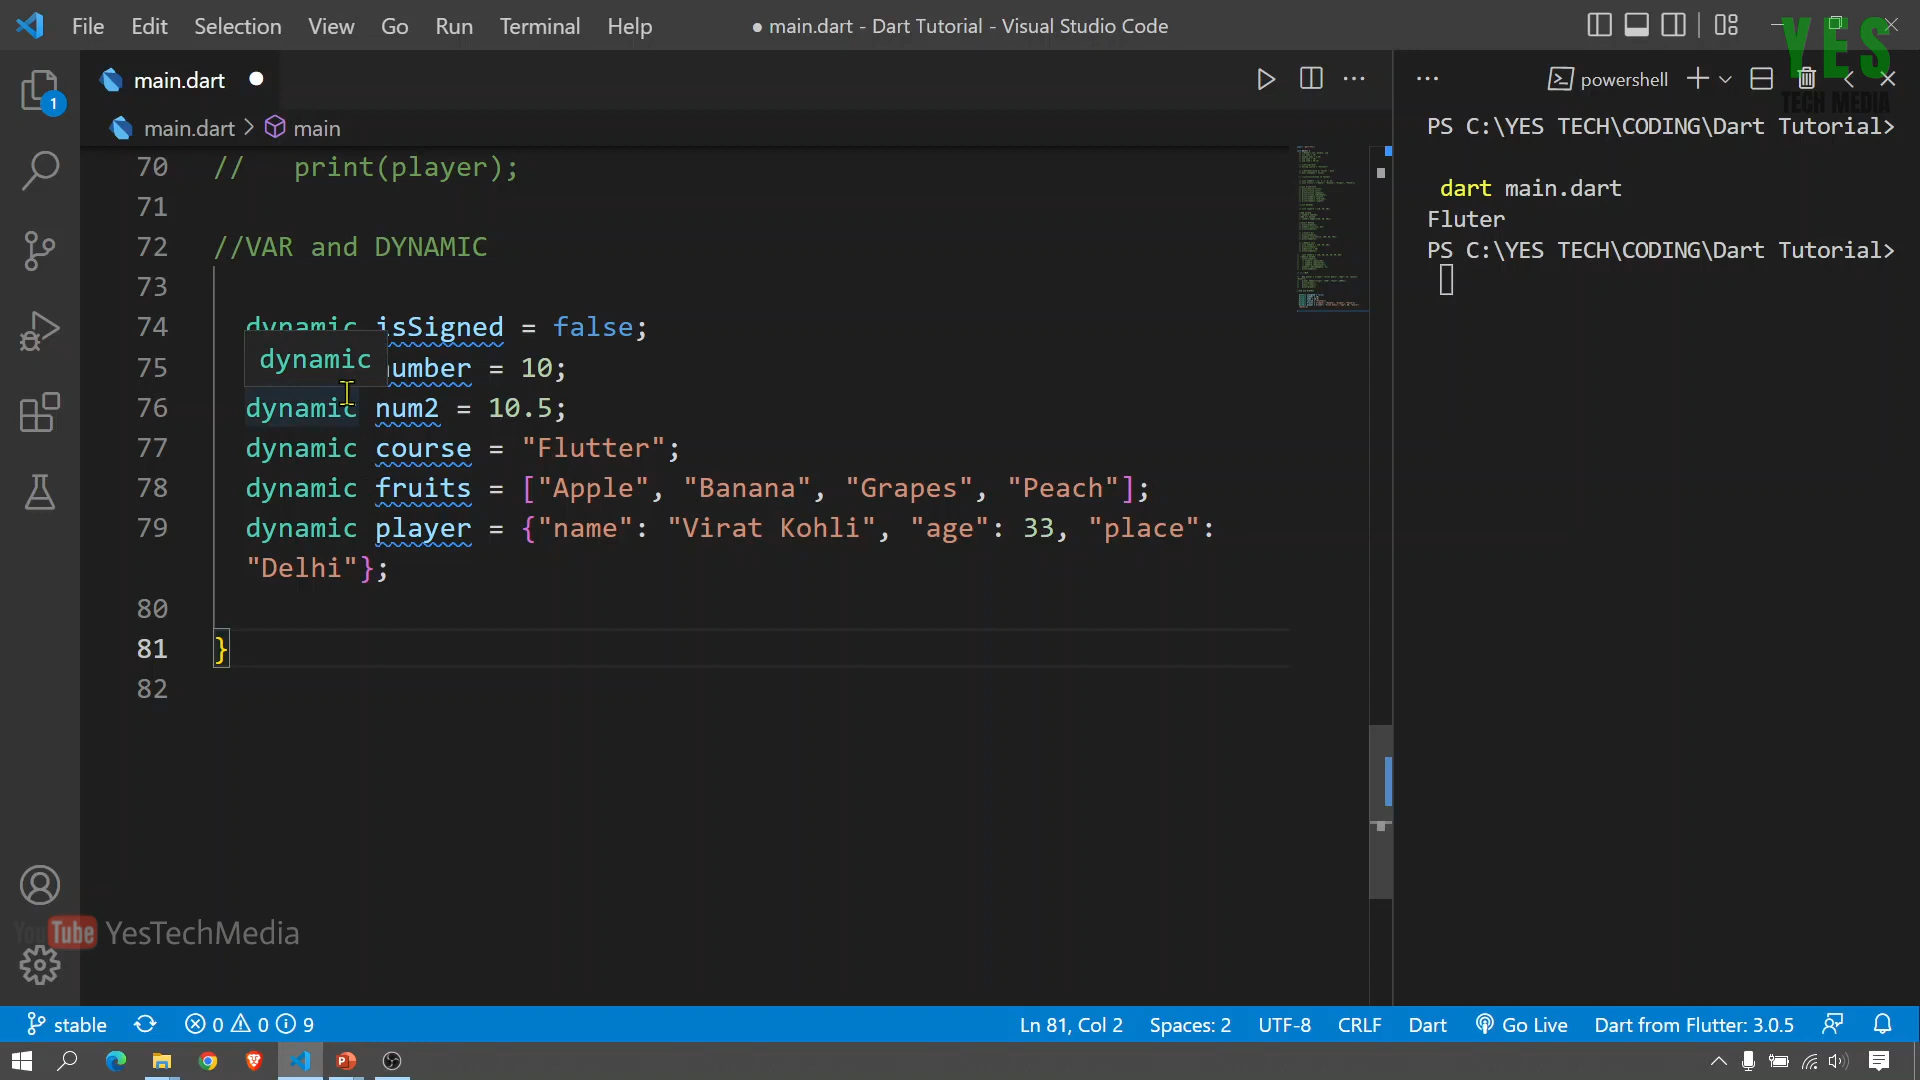 File Edit Selection View Go Run Terminal Help
● main.dart - Dart Tutorial - Visual Studio Code
YES
TECH MEDIA
main.dart
powershell
1
main.dart > main
70 //   print(player);
71
72 //VAR and DYNAMIC
73
74 dynamic isSigned = false;
dynamic
75 number = 10;
76 dynamic num2 = 10.5;
77 dynamic course = "Flutter";
78 dynamic fruits = ["Apple", "Banana", "Grapes", "Peach"];
79 dynamic player = {"name": "Virat Kohli", "age": 33, "place":
"Delhi"};
80
81 }
82
PS C:\YES TECH\CODING\Dart Tutorial>
dart main.dart
Fluter
PS C:\YES TECH\CODING\Dart Tutorial>
YouTube YesTechMedia
stable 0 0 9 Ln 81, Col 2 Spaces: 2 UTF-8 CRLF Dart Go Live Dart from Flutter: 3.0.5